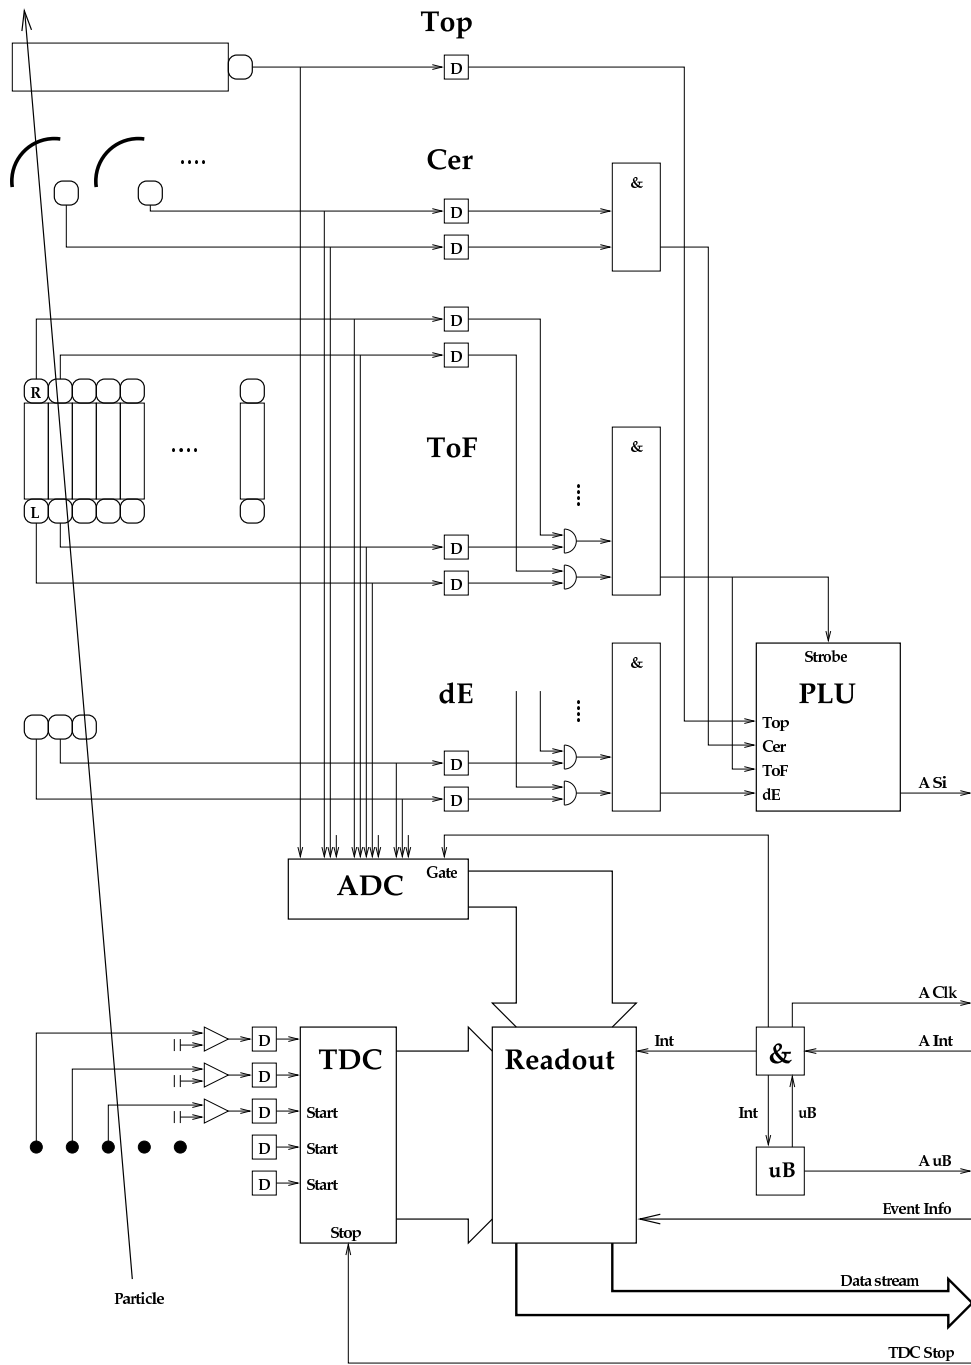 Top
D
&
Cer
D
D
D
D
R
&
ToF
L
D
D
&
Strobe
dE
PLU
Top
Cer
D
ToF
A Si
dE
D
Gate
ADC
A Clk
D
TDC
Readout
Int
&
A Int
D
D
Start
Int
uB
D
Start
A uB
uB
D
Start
Event Info
Stop
Data stream
Particle
TDC Stop